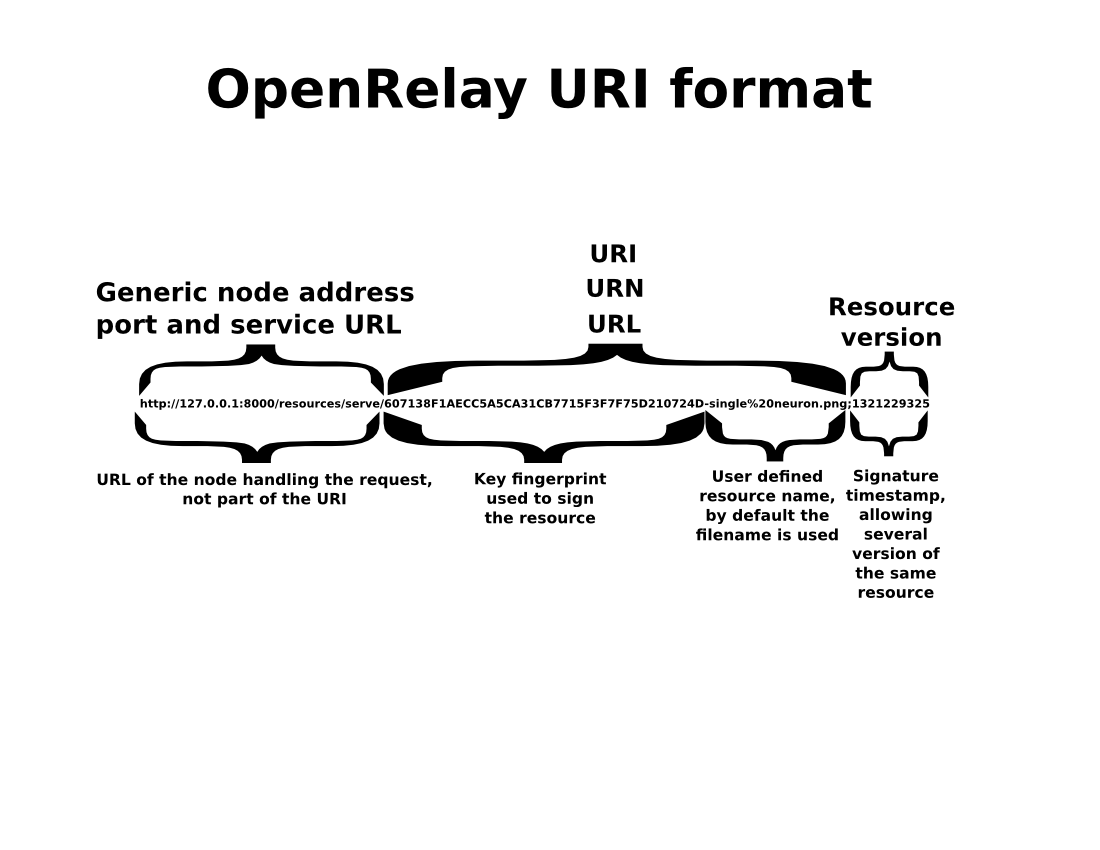 OpenRelay URI format
URI
URN
URL
Generic node address
port and service URL
Resource
version
http://127.0.0.1:8000/resources/serve/607138F1AECC5A5CA31CB7715F3F7F75D210724D-single%20neuron.png;1321229325
URL of the node handling the request,
not part of the URI
Key fingerprint
used to sign
the resource
User defined
resource name,
by default the
filename is used
Signature
timestamp,
allowing
several
version of
the same
resource